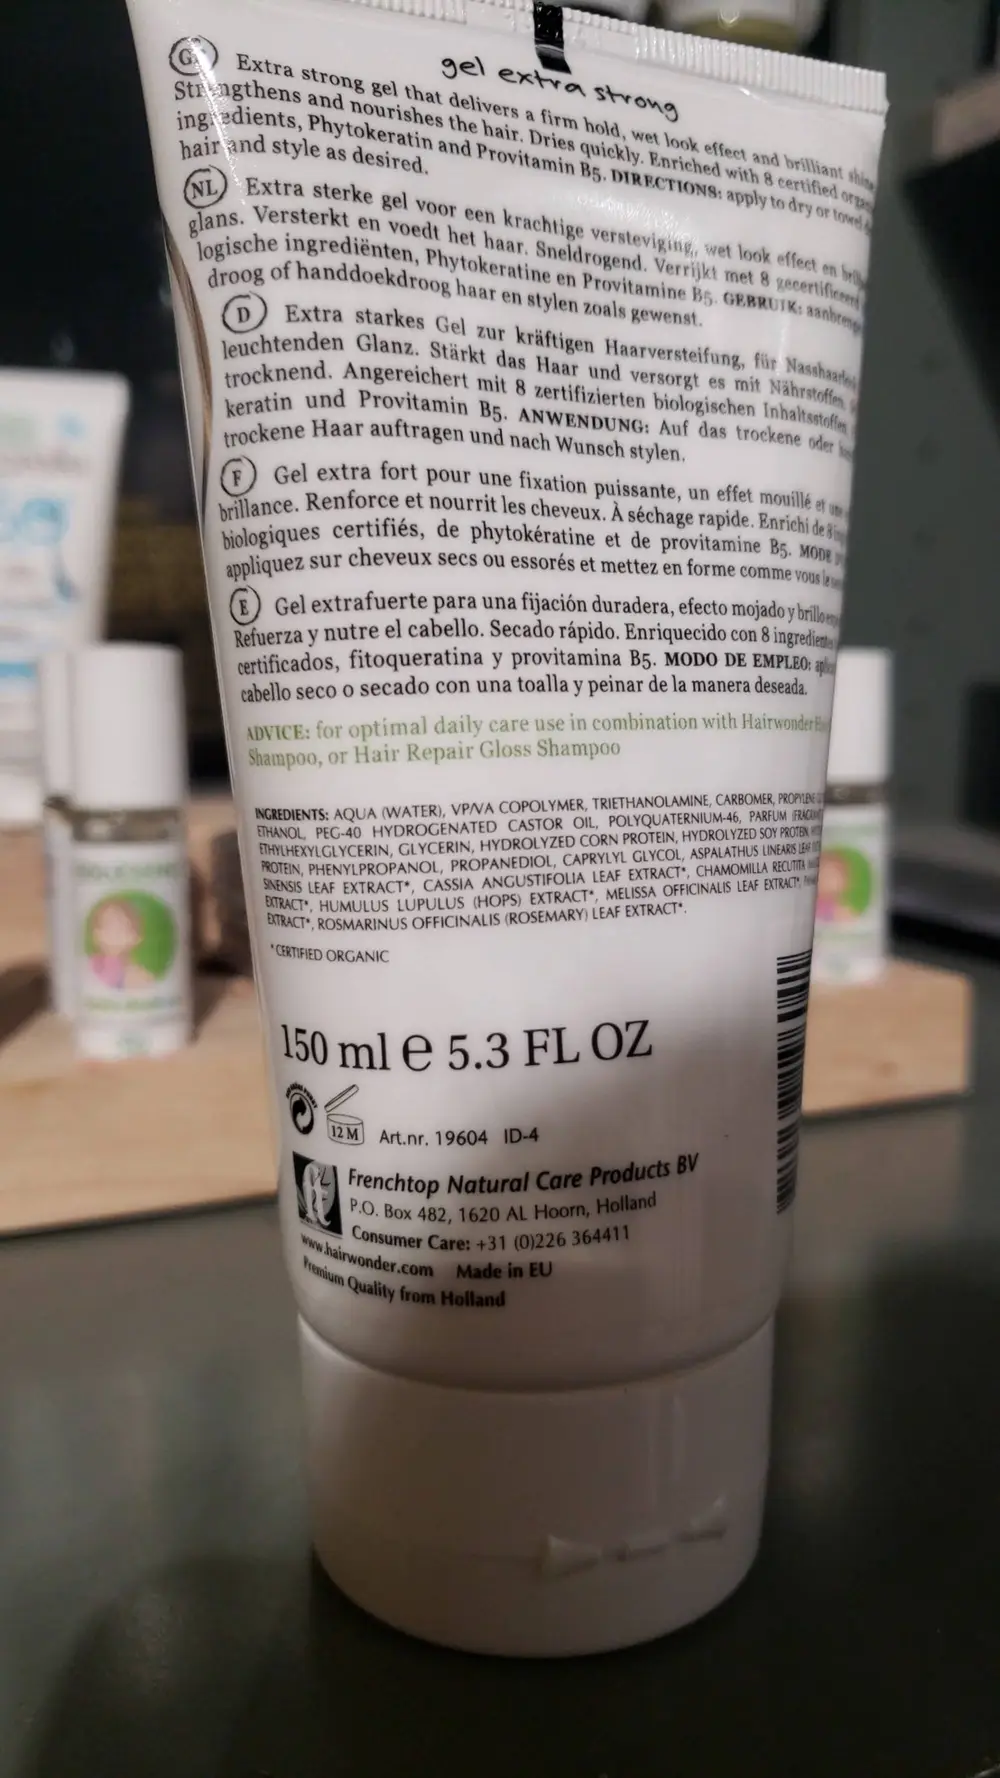 gel extra strong
G Extra strong gel that delivers a firm hold, wet look effect and brilliant shine
Strengthens and nourishes the hair. Dries quickly. Enriched with 8 certified
ingredients, Phytokeratin and Provitamin B5. DIRECTIONS: apply to dry or towel
hair and style as desired.
NL Extra sterke gel voor een krachtige versteviging, wet look effect en
glans. Versterkt en voedt het haar. Sneldrogend. Verrijkt met 8 gecertificeerd
logische ingrediënten, Phytokeratine en Provitamine B5. GEBRUIK:
droog of handdoekdroog haar en stylen zoals gewenst.
D Extra starkes Gel zur kräftigen Haarversteifung, für
leuchtenden Glanz. Stärkt das Haar und versorgt es mit Nährstoffen.
trocknend. Angereichert mit 8 zertifizierten biologischen Inhaltsstoffen
keratin und Provitamin B5. ANWENDUNG: Auf das trockene oder
trockene Haar auftragen und nach Wunsch stylen.
F Gel extra fort pour une fixation puissante, un effet mouillé et
brillance. Renforce et nourrit les cheveux. À séchage rapide. Enrichi de 8
biologiques certifiés, de phytokératine et de provitamine B5. MODE
appliquez sur cheveux secs ou essorés et mettez en forme comme vous le
E Gel extrafuerte para una fijación duradera, efecto mojado y brillo
Refuerza y nutre el cabello. Secado rápido. Enriquecido con 8
certificados, fitoqueratina y provitamina B5. MODO DE EMPLEO:
cabello seco o secado con una toalla y peinar de la manera deseada.
ADVICE: for optimal daily care use in combination with Hairwonder
Shampoo, or Hair Repair Gloss Shampoo
INGREDIENTS: AQUA (WATER), VP/VA COPOLYMER, TRIETHANOLAMINE, CARBOMER, PROPYLENE
ETHANOL, PEG-40 HYDROGENATED CASTOR OIL, POLYQUATERNIUM-46, PARFUM
ETHYLHEXYLGLYCERIN, GLYCERIN, HYDROLYZED CORN PROTEIN, HYDROLYZED SOY PROTEIN,
PROTEIN, PHENYLPROPANOL, PROPANEDIOL, CAPRYLYL GLYCOL, ASPALATHUS LINEARIS LEAF
SINENSIS LEAF EXTRACT*, CASSIA ANGUSTIFOLIA LEAF EXTRACT*, CHAMOMILLA RECUTITA
EXTRACT*, HUMULUS LUPULUS (HOPS) EXTRACT*, MELISSA OFFICINALIS LEAF EXTRACT*,
EXTRACT*, ROSMARINUS OFFICINALIS (ROSEMARY) LEAF EXTRACT*.
*CERTIFIED ORGANIC
150 ml e 5.3 FL OZ
12 M Art.nr. 19604 ID-4
Frenchtop Natural Care Products BV
P.O. Box 482, 1620 AL Hoorn, Holland
Consumer Care: +31 (0)226 364411
www.hairwonder.com Made in EU
Premium Quality from Holland